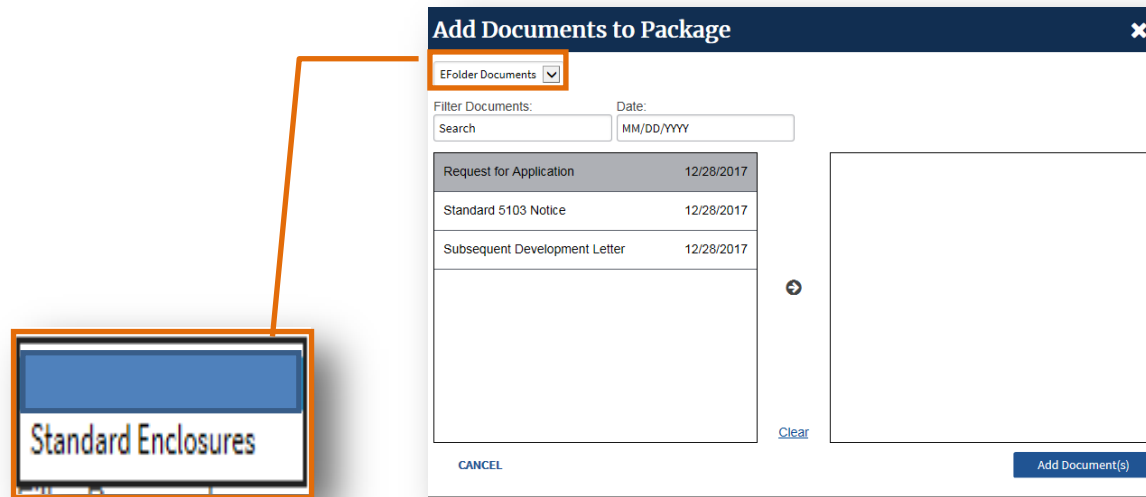 Add Documents to Package
EFolder Documents
Filter Documents: Date:
Search MM/DD/YYYY
Request for Application 12/28/2017
Standard 5103 Notice 12/28/2017
Subsequent Development Letter 12/28/2017
Clear
CANCEL Add Document(s)
Standard Enclosures